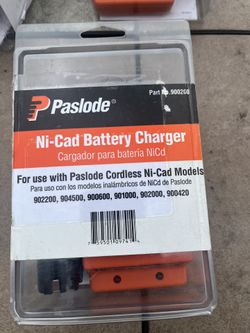 Part No. 900200
Paslode
Ni-Cad Battery Charger
Cargador para batería NiCd
For use with Paslode Cordless Ni-Cad Models
Para uso con los modelos inalámbricos de NiCd de Paslode
902200, 904500, 900600, 901000, 902000, 900420